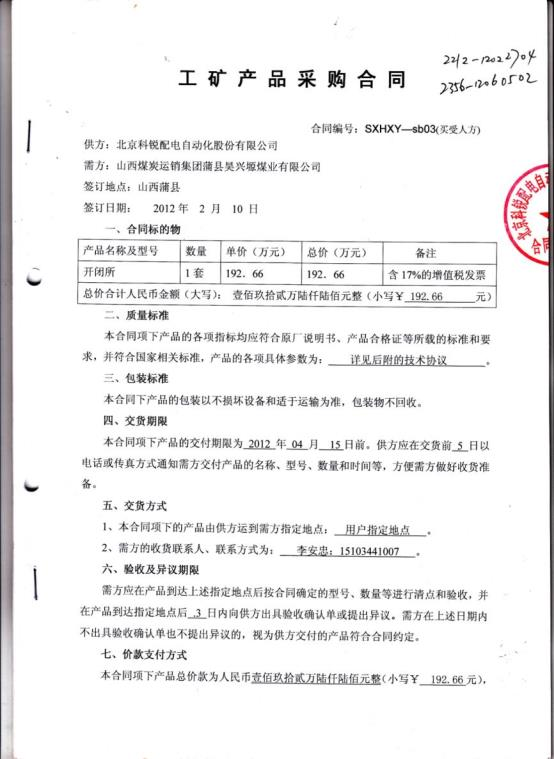 2212-12022704
2356-12060502
工矿产品采购合同
合同编号：SXHXY—sb03(买受人方)
供方：北京科锐配电自动化股份有限公司
需方：山西煤炭运销集团蒲县昊兴塬煤业有限公司
签订地点：山西蒲县
签订日期： 2012 年 2 月 10 日
一、合同标的物
产品名称及型号 数量 单价（万元） 总价（万元） 备注
开闭所 1 套 192. 66 192. 66 含 17%的增值税发票
总价合计人民币金额（大写）： 壹佰玖拾贰万陆仟陆佰元整（小写￥ 192.66 元）
二、质量标准
本合同项下产品的各项指标均应符合原厂说明书、产品合格证等所载的标准和要
求，并符合国家相关标准，产品的各项具体参数为： 详见后附的技术协议 。
三、包装标准
本合同下产品的包装以不损坏设备和适于运输为准，包装物不回收。
四、交货期限
本合同项下产品的交付期限为 2012 年 04 月 15 日前。供方应在交货前 5 日以
电话或传真方式通知需方交付产品的名称、型号、数量和时间等，方便需方做好收货准
备。
五、交货方式
1、本合同项下的产品由供方运到需方指定地点： 用户指定地点 。
2、需方的收货联系人、联系方式为： 李安忠：15103441007 。
六、验收及异议期限
需方应在产品到达上述指定地点后按合同确定的型号、数量等进行清点和验收，并
在产品到达指定地点后 3 日内向供方出具验收确认单或提出异议。需方在上述日期内
不出具验收确认单也不提出异议的，视为供方交付的产品符合合同约定。
七、价款支付方式
本合同项下产品总价款为人民币壹佰玖拾贰万陆仟陆佰元整(小写￥ 192.66 元)，
北京科锐配电自
合同